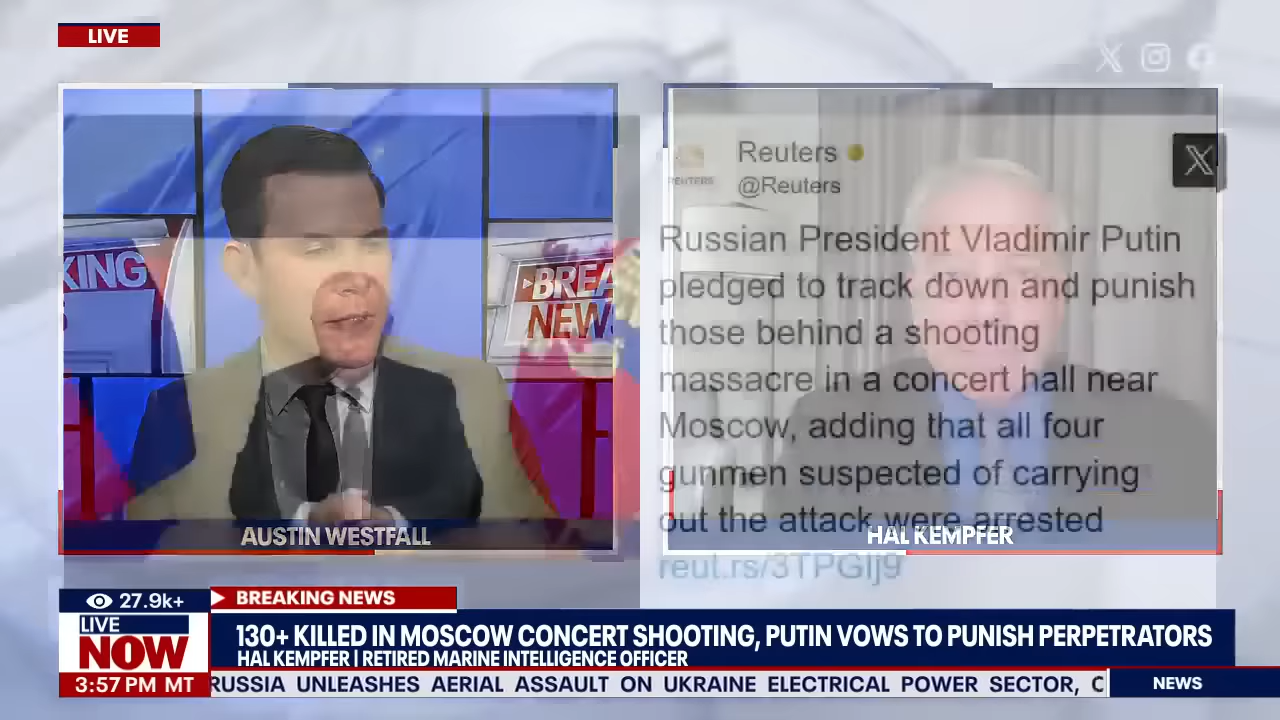 LIVE
KING
BREA
NEWS
Reuters
@Reuters
REUTERS
Russian President Vladimir Putin
pledged to track down and punish
those behind a shooting
massacre in a concert hall near
Moscow, adding that all four
gunmen suspected of carrying
out the attack were arrested
reut.rs/3TPGIj9
AUSTIN WESTFALL
HAL KEMPFER
27.9k+
BREAKING NEWS
LIVE
NOW
130+ KILLED IN MOSCOW CONCERT SHOOTING, PUTIN VOWS TO PUNISH PERPETRATORS
HAL KEMPFER | RETIRED MARINE INTELLIGENCE OFFICER
3:57 PM MT
RUSSIA UNLEASHES AERIAL ASSAULT ON UKRAINE ELECTRICAL POWER SECTOR, C
NEWS